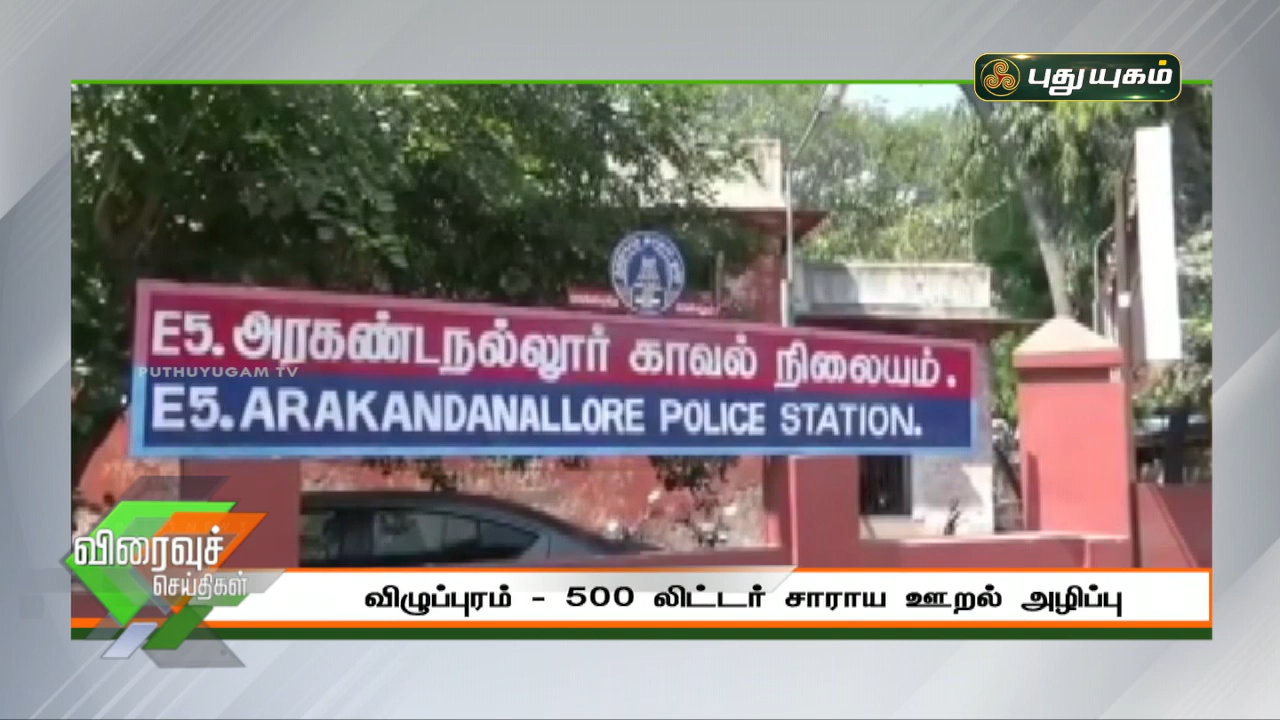 புதுயுகம்
E5.அரகண்டநல்லூர் காவல் நிலையம்.
PUTHUYUGAM TV
E5.ARAKANDANALLORE POLICE STATION.
விரைவுச்
செய்திகள்
விழுப்புரம் - 500 லிட்டர் சாராய ஊறல் அழிப்பு